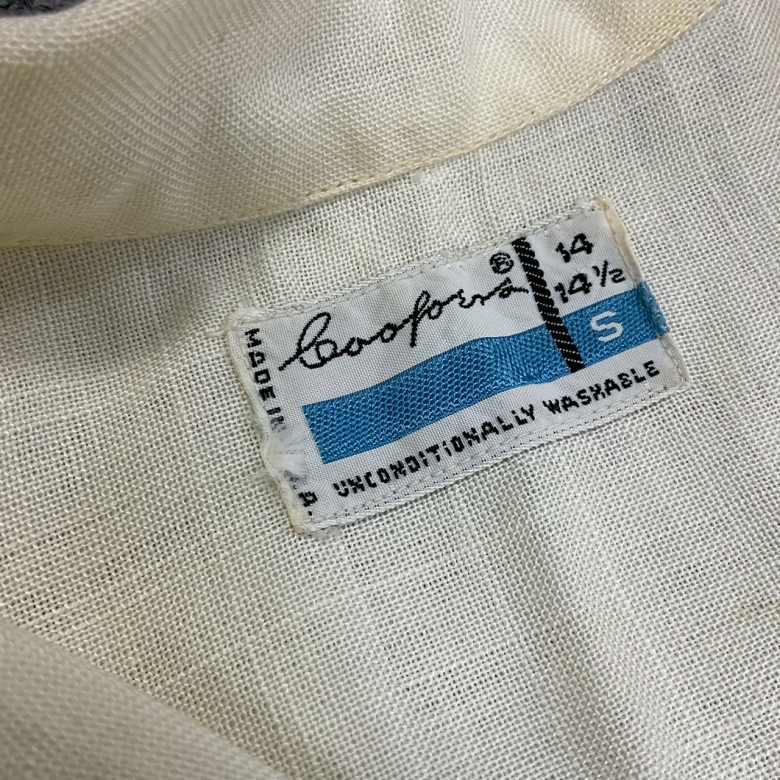 Coopers®
14
14½
S
UNCONDITIONALLY WASHABLE
MADE IN